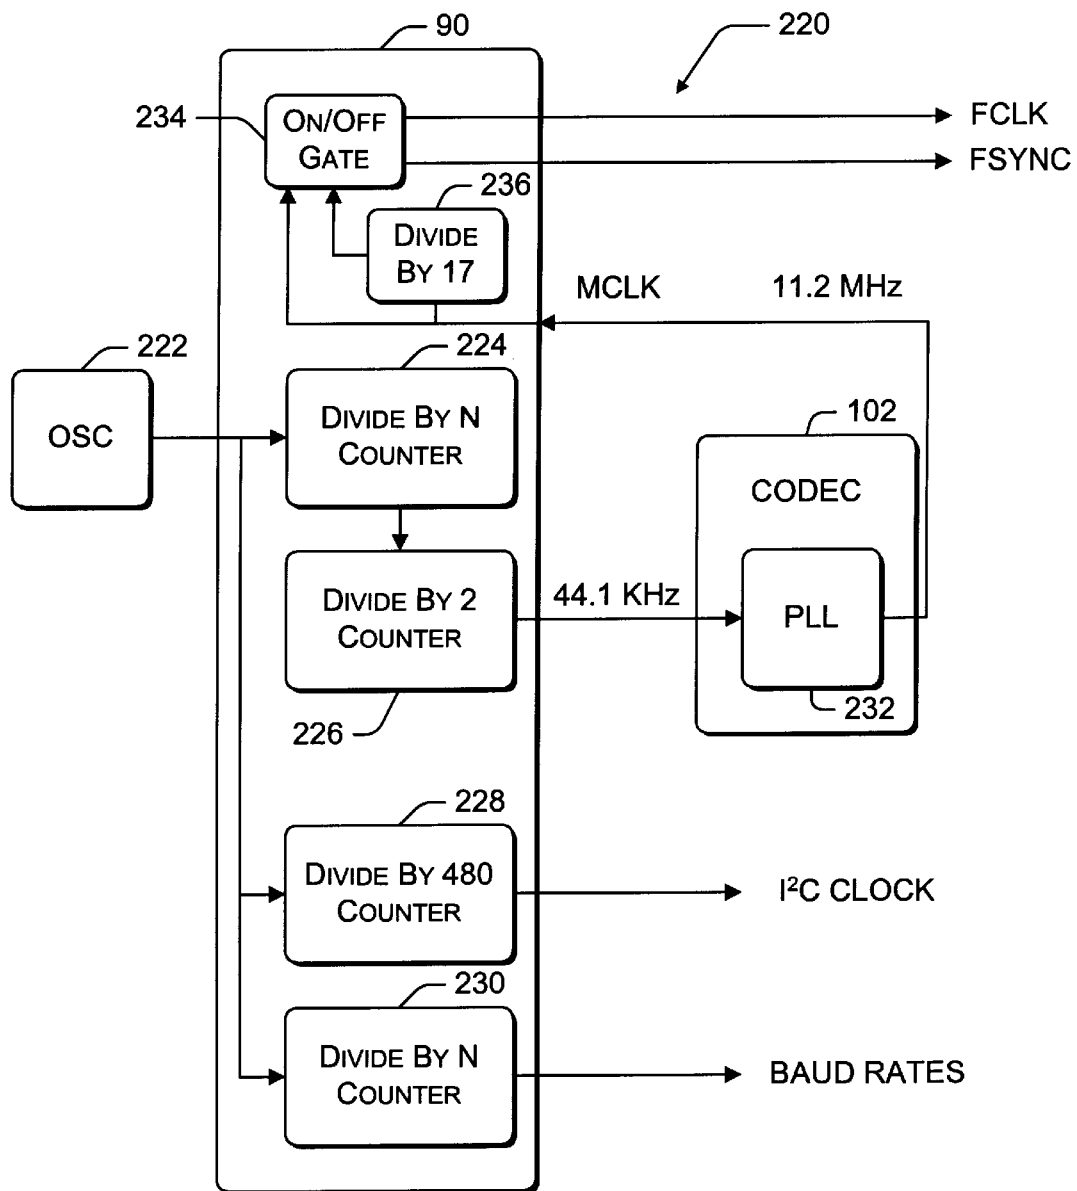 90
220
234
ON/OFF
GATE
FCLK
FSYNC
236
DIVIDE
BY 17
MCLK
11.2 MHz
222
224
OSC
DIVIDE BY N
COUNTER
102
CODEC
DIVIDE BY 2
COUNTER
44.1 KHz
PLL
226
232
228
DIVIDE BY 480
COUNTER
I²C CLOCK
230
DIVIDE BY N
COUNTER
BAUD RATES